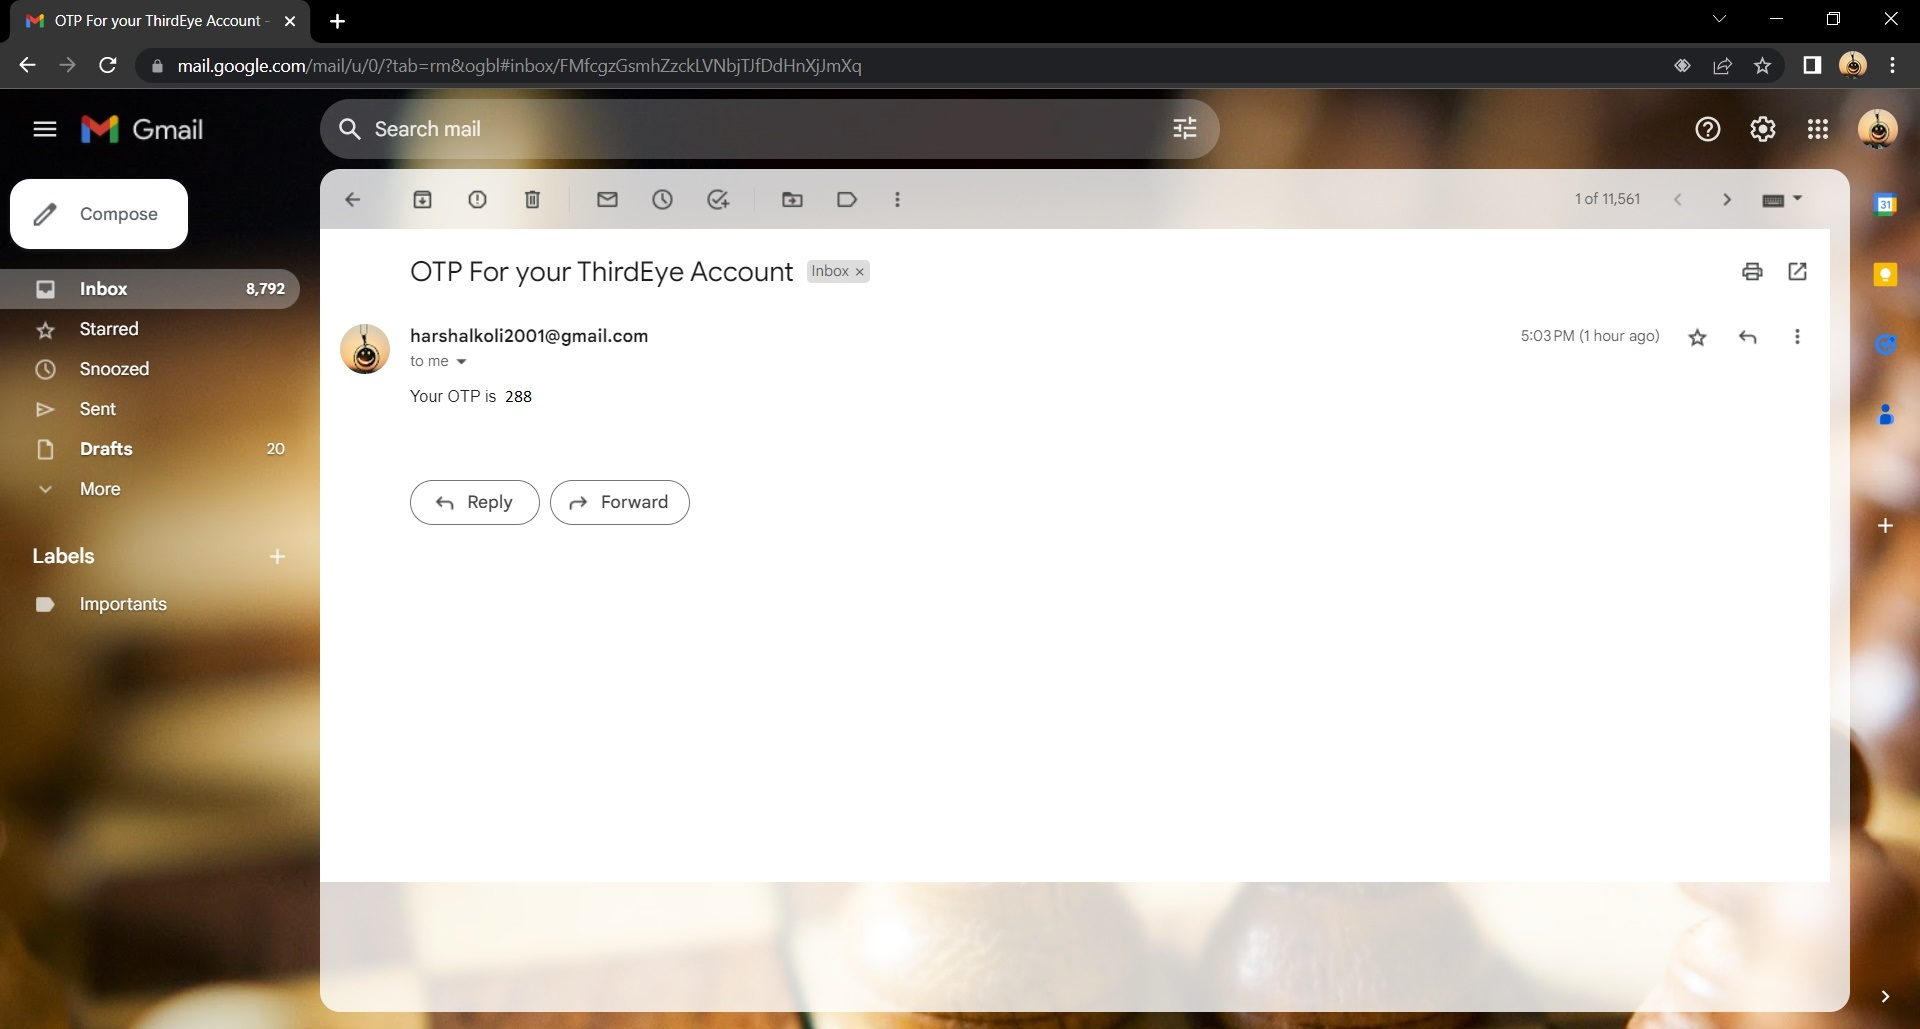 OTP For your ThirdEye Account -
mail.google.com/mail/u/0/?tab=rm&ogbl#inbox/FMfcgzGsmhZzckLVNbjTJfDdHnXjJmXq
Gmail
Search mail
Compose
1 of 11,561
31
Inbox 8,792
Starred
Snoozed
Sent
Drafts 20
More
Labels
Importants
OTP For your ThirdEye Account Inbox
harshalkoli2001@gmail.com
5:03 PM (1 hour ago)
to me
Your OTP is 288
Reply Forward